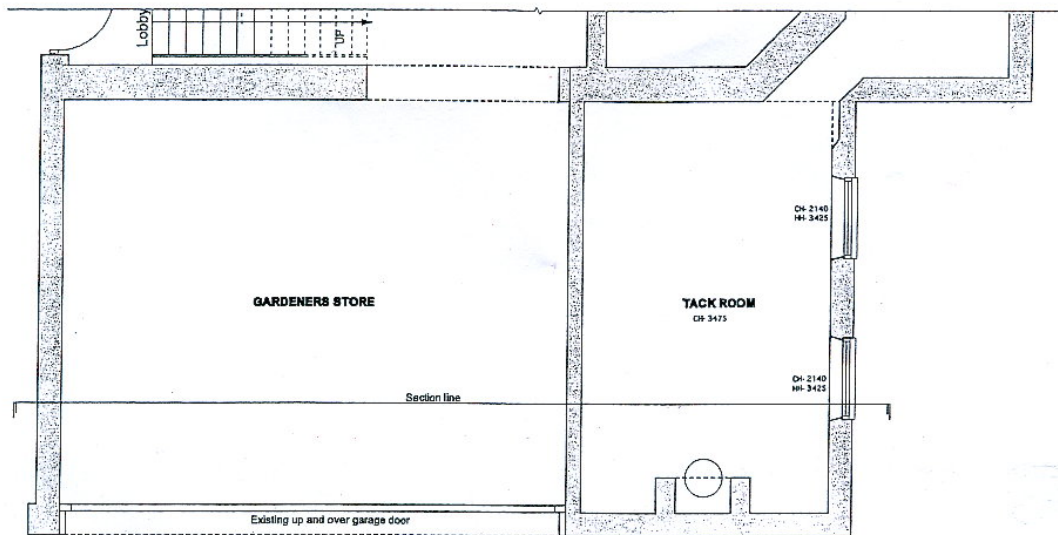 Lobby
UP
CH- 2140
HH- 3425
GARDENERS STORE
TACK ROOM
CH- 3475
CH- 2140
HH- 3425
Section line
Existing up and over garage door